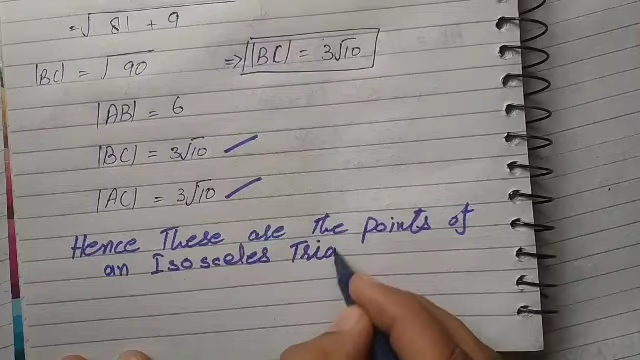 = √81 + 9
|BC| = √90 ⇒ |BC| = 3√10
|AB| = 6
|BC| = 3√10 ✓
|AC| = 3√10 ✓
Hence These are the points of
an Isosceles Tria